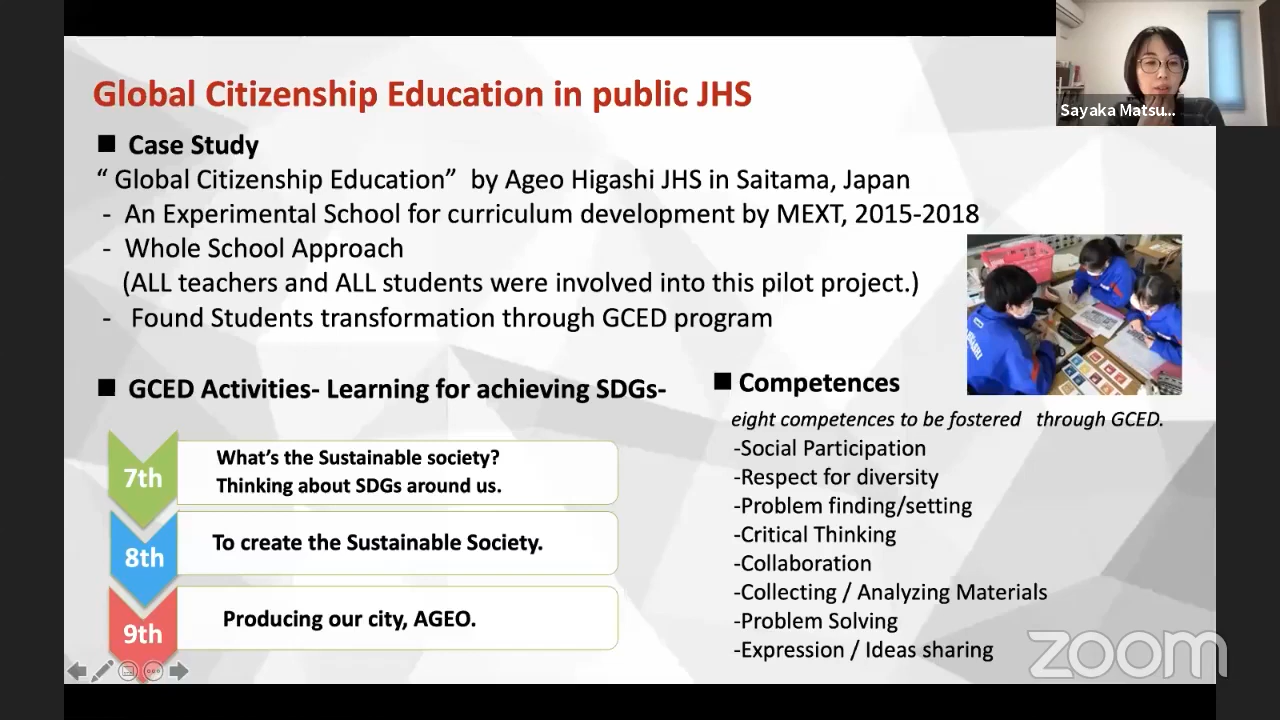 Global Citizenship Education in public JHS
Sayaka Matsu...
■ Case Study
“ Global Citizenship Education” by Ageo Higashi JHS in Saitama, Japan
- An Experimental School for curriculum development by MEXT, 2015-2018
- Whole School Approach
(ALL teachers and ALL students were involved into this pilot project.)
- Found Students transformation through GCED program
■ GCED Activities- Learning for achieving SDGs-
7th
What’s the Sustainable society?
Thinking about SDGs around us.
8th
To create the Sustainable Society.
9th
Producing our city, AGEO.
■ Competences
eight competences to be fostered through GCED.
-Social Participation
-Respect for diversity
-Problem finding/setting
-Critical Thinking
-Collaboration
-Collecting / Analyzing Materials
-Problem Solving
-Expression / Ideas sharing
zoom